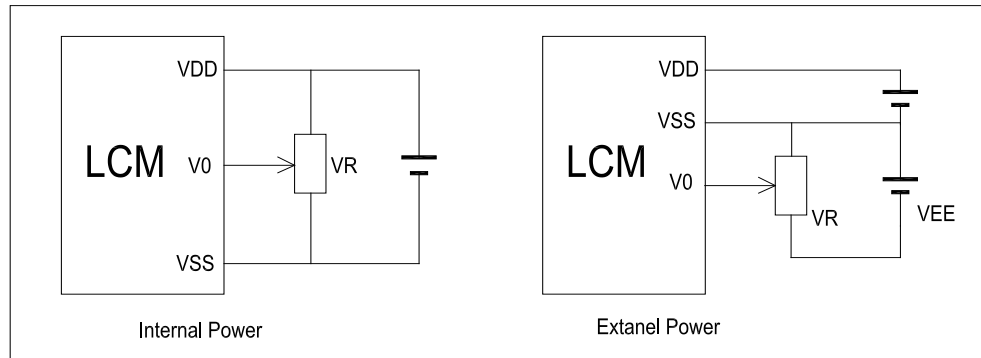 VDD
LCM
V0
VR
VSS
Internal Power
VDD
VSS
LCM
V0
VR
VEE
Extanel Power